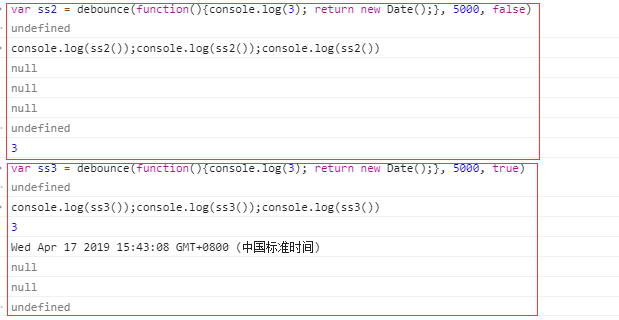 var ss2 = debounce(function(){console.log(3); return new Date();}, 5000, false)
undefined
console.log(ss2());console.log(ss2());console.log(ss2())
null
null
null
undefined
3
var ss3 = debounce(function(){console.log(3); return new Date();}, 5000, true)
undefined
console.log(ss3());console.log(ss3());console.log(ss3())
3
Wed Apr 17 2019 15:43:08 GMT+0800 (中国标准时间)
null
null
undefined